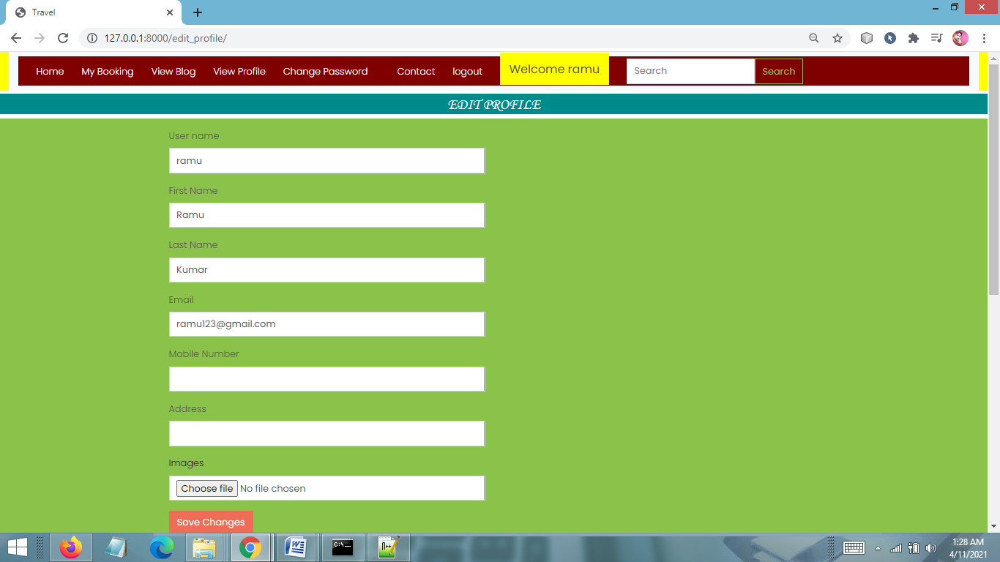 Travel
127.0.0.1:8000/edit_profile/
Home My Booking View Blog View Profile Change Password Contact logout Welcome ramu Search Search
EDIT PROFILE
User name
ramu
First Name
Ramu
Last Name
Kumar
Email
ramu123@gmail.com
Mobile Number
Address
Images
Choose file No file chosen
Save Changes
1:28 AM
4/11/2021